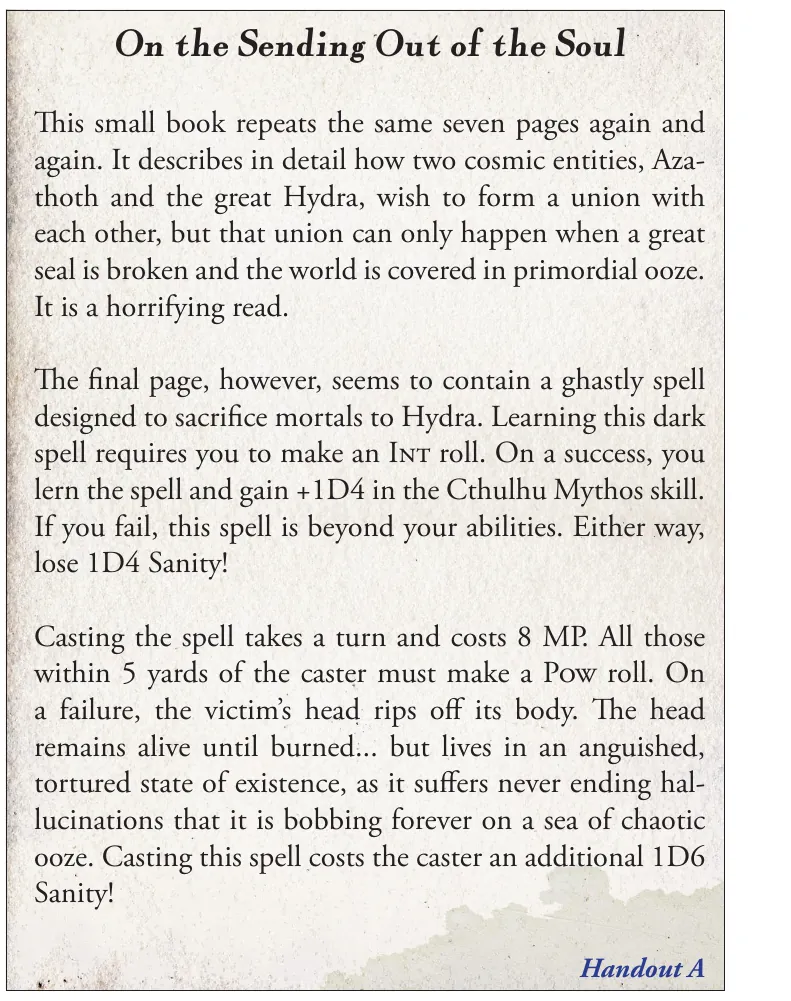 On the Sending Out of the Soul
This small book repeats the same seven pages again and
again. It describes in detail how two cosmic entities, Aza-
thoth and the great Hydra, wish to form a union with
each other, but that union can only happen when a great
seal is broken and the world is covered in primordial ooze.
It is a horrifying read.
The final page, however, seems to contain a ghastly spell
designed to sacrifice mortals to Hydra. Learning this dark
spell requires you to make an INT roll. On a success, you
lern the spell and gain +1D4 in the Cthulhu Mythos skill.
If you fail, this spell is beyond your abilities. Either way,
lose 1D4 Sanity!
Casting the spell takes a turn and costs 8 MP. All those
within 5 yards of the caster must make a POW roll. On
a failure, the victim's head rips off its body. The head
remains alive until burned... but lives in an anguished,
tortured state of existence, as it suffers never ending hal-
lucinations that it is bobbing forever on a sea of chaotic
ooze. Casting this spell costs the caster an additional 1D6
Sanity!
Handout A